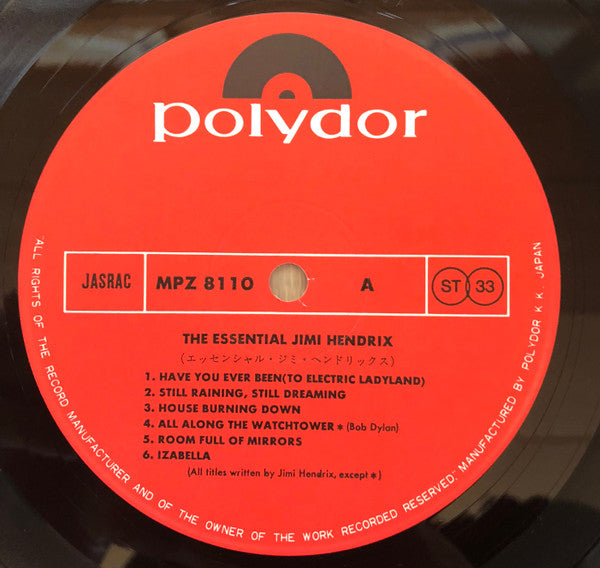 polydor
JASRAC
MPZ 8110
A
ST 33
THE ESSENTIAL JIMI HENDRIX
(エッセンシャル・ジミ・ヘンドリックス)
1. HAVE YOU EVER BEEN(TO ELECTRIC LADYLAND)
2. STILL RAINING, STILL DREAMING
3. HOUSE BURNING DOWN
4. ALL ALONG THE WATCHTOWER * (Bob Dylan)
5. ROOM FULL OF MIRRORS
6. IZABELLA
(All titles written by Jimi Hendrix, except *)
ALL RIGHTS OF THE RECORD MANUFACTURER AND OF THE OWNER OF THE WORK RECORDED RESERVED: MANUFACTURED BY POLYDOR K K. JAPAN